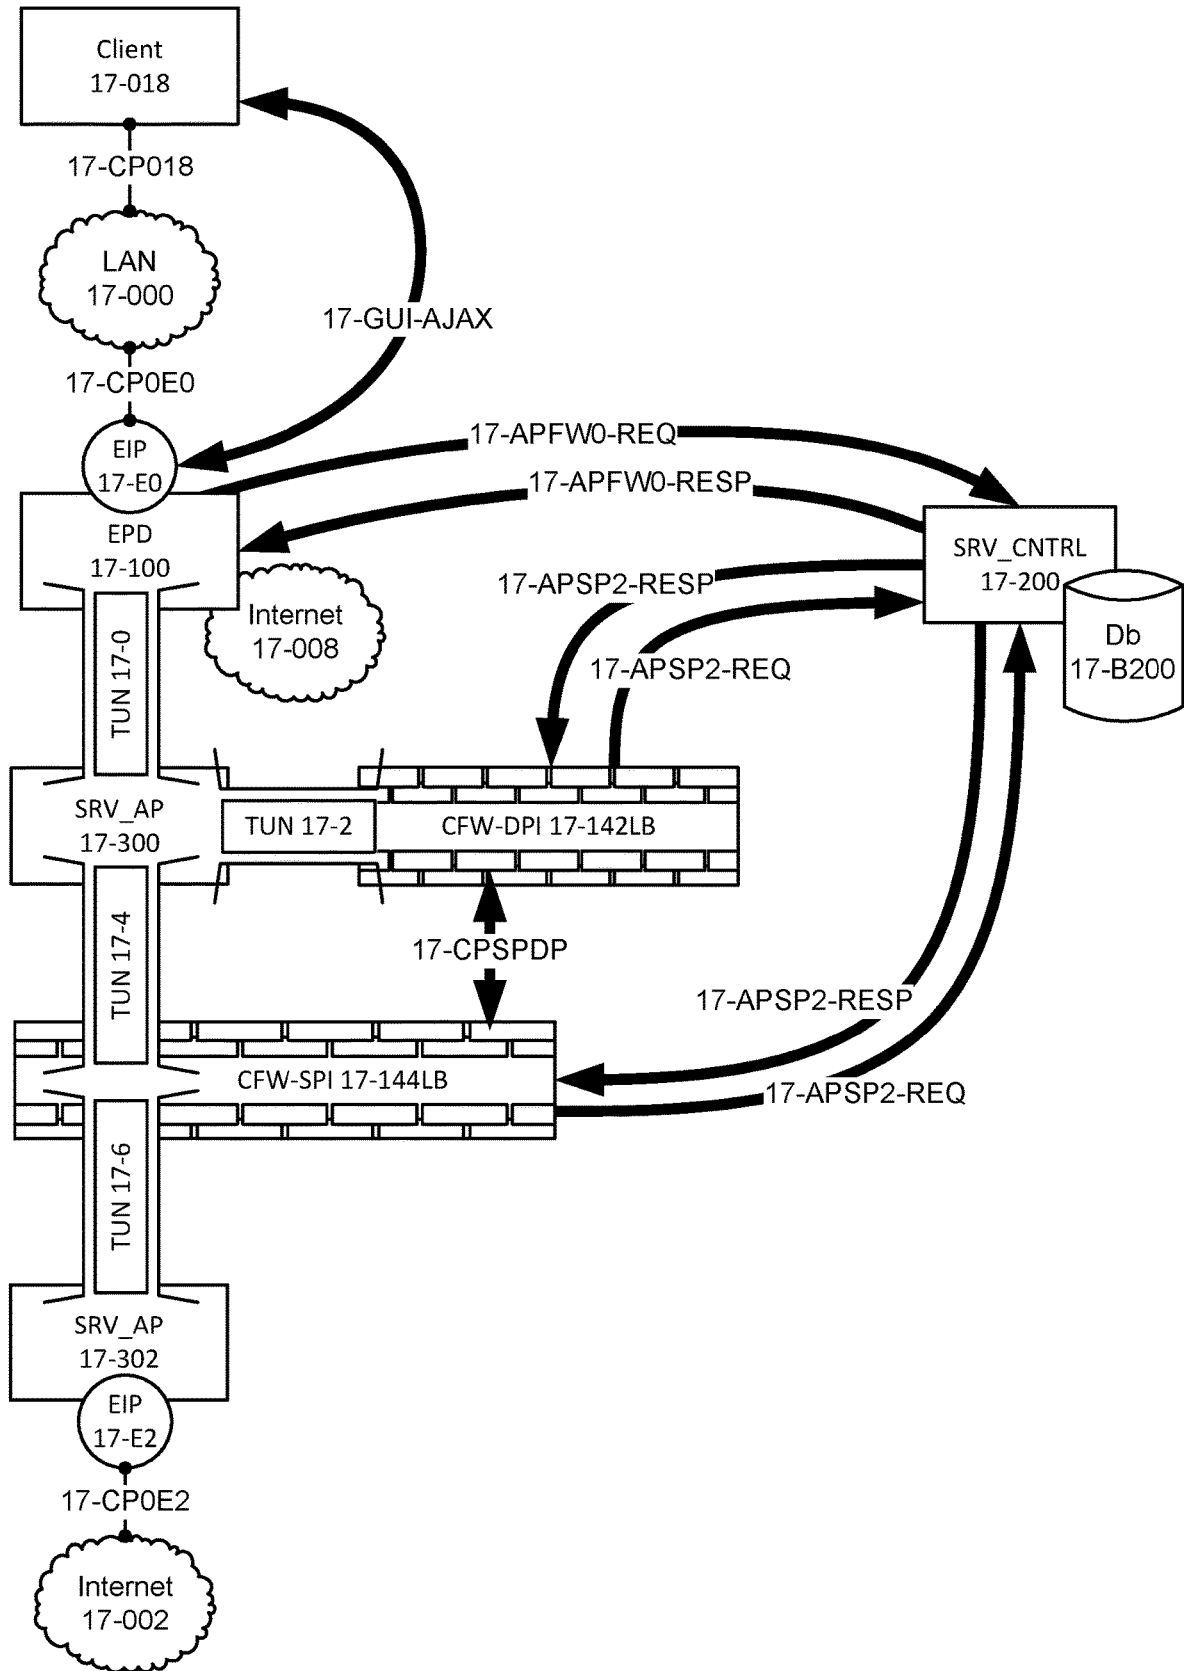 Client
17-018
17-CP018
LAN
17-000
17-GUI-AJAX
17-CP0E0
EIP
17-E0
17-APFW0-REQ
17-APFW0-RESP
EPD
17-100
SRV_CNTRL
17-200
Internet
17-008
17-APSP2-RESP
Db
17-B200
17-APSP2-REQ
TUN 17-0
SRV_AP
17-300
TUN 17-2
CFW-DPI 17-142LB
TUN 17-4
17-CPSPDP
17-APSP2-RESP
CFW-SPI 17-144LB
17-APSP2-REQ
TUN 17-6
SRV_AP
17-302
EIP
17-E2
17-CP0E2
Internet
17-002